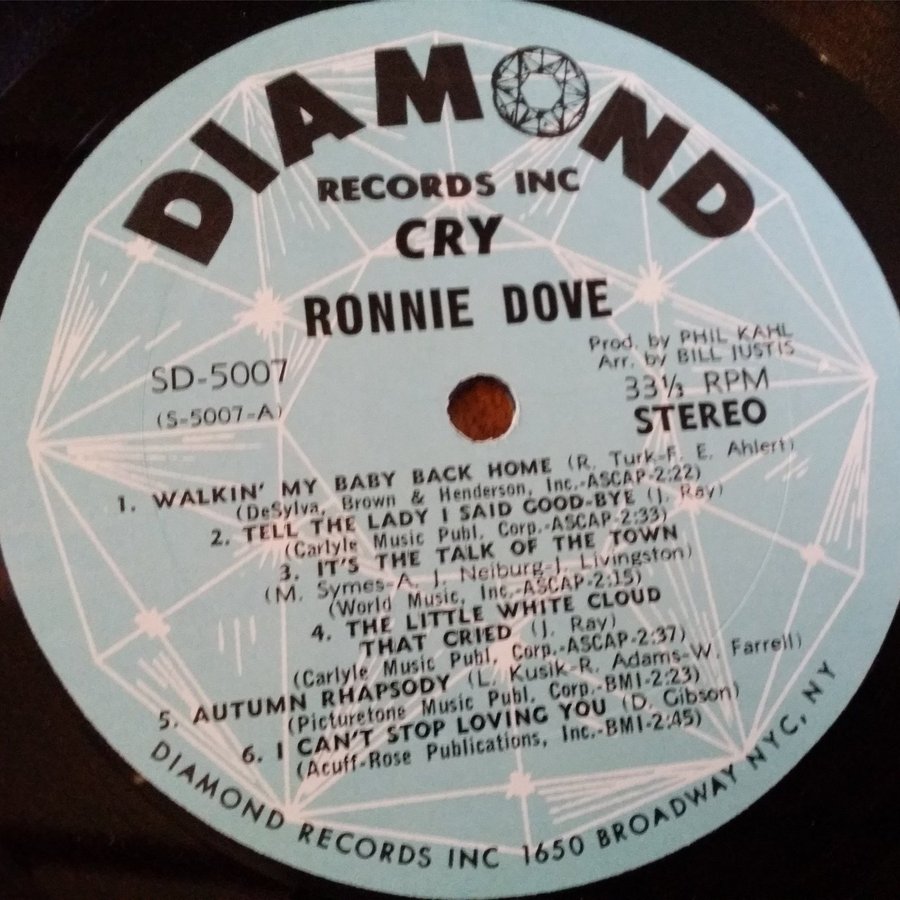 DIAMOND
RECORDS INC
CRY
RONNIE DOVE
Prod. by PHIL KAHL
Arr. by BILL JUSTIS
SD-5007
33⅓ RPM
(S-5007-A)
STEREO
1. WALKIN' MY BABY BACK HOME (R. Turk-F. E. Ahlert)
(DeSylva, Brown & Henderson, Inc.-ASCAP-2:22)
2. TELL THE LADY I SAID GOOD-BYE (J. Ray)
(Carlyle Music Publ. Corp.-ASCAP-2:33)
3. IT'S THE TALK OF THE TOWN
(M. Symes-A. J. Neiburg-J. Livingston)
(World Music, Inc.-ASCAP-2:15)
4. THE LITTLE WHITE CLOUD
THAT CRIED (J. Ray)
(Carlyle Music Publ. Corp.-ASCAP-2:37)
5. AUTUMN RHAPSODY (L. Kusik-R. Adams-W. Farrell)
(Picturetone Music Publ. Corp.-BMI-2:23)
6. I CAN'T STOP LOVING YOU (D. Gibson)
(Acuff-Rose Publications, Inc.-BMI-2:45)
DIAMOND RECORDS INC 1650 BROADWAY NYC, NY